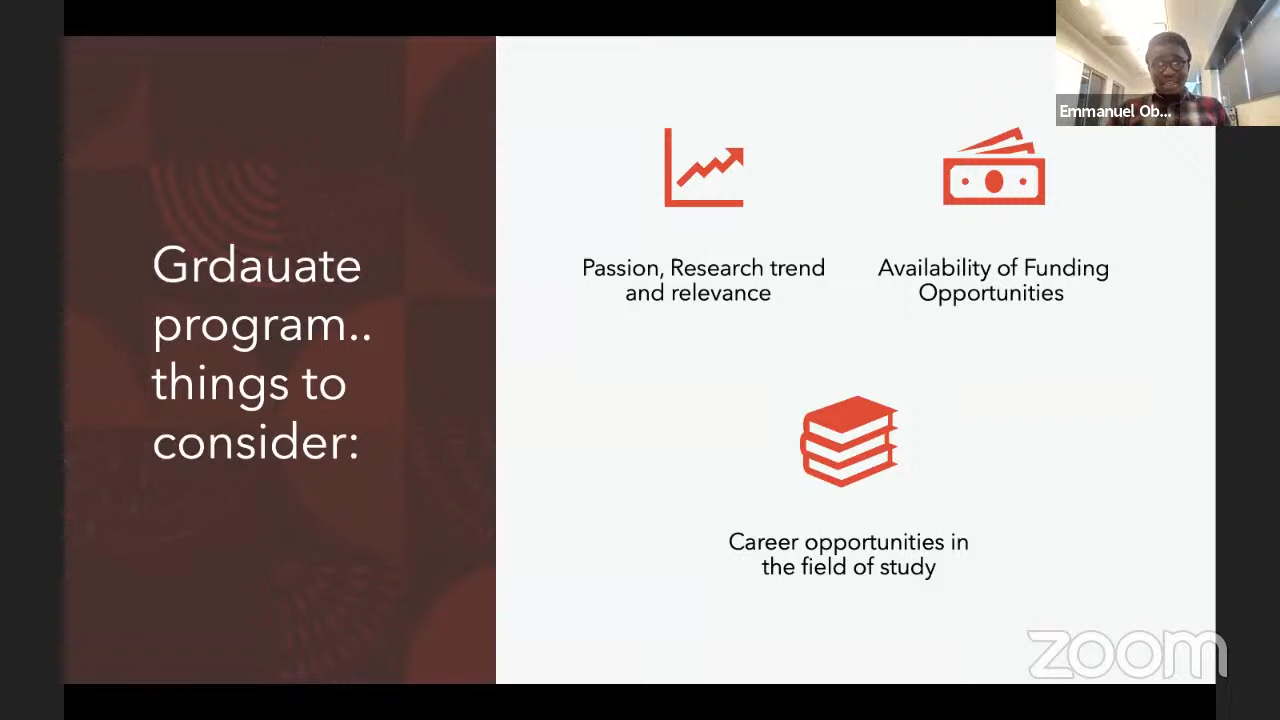 Emmanuel Ob...
Grdauate
program..
things to
consider:
Passion, Research trend
and relevance
Availability of Funding
Opportunities
Career opportunities in
the field of study
zoom